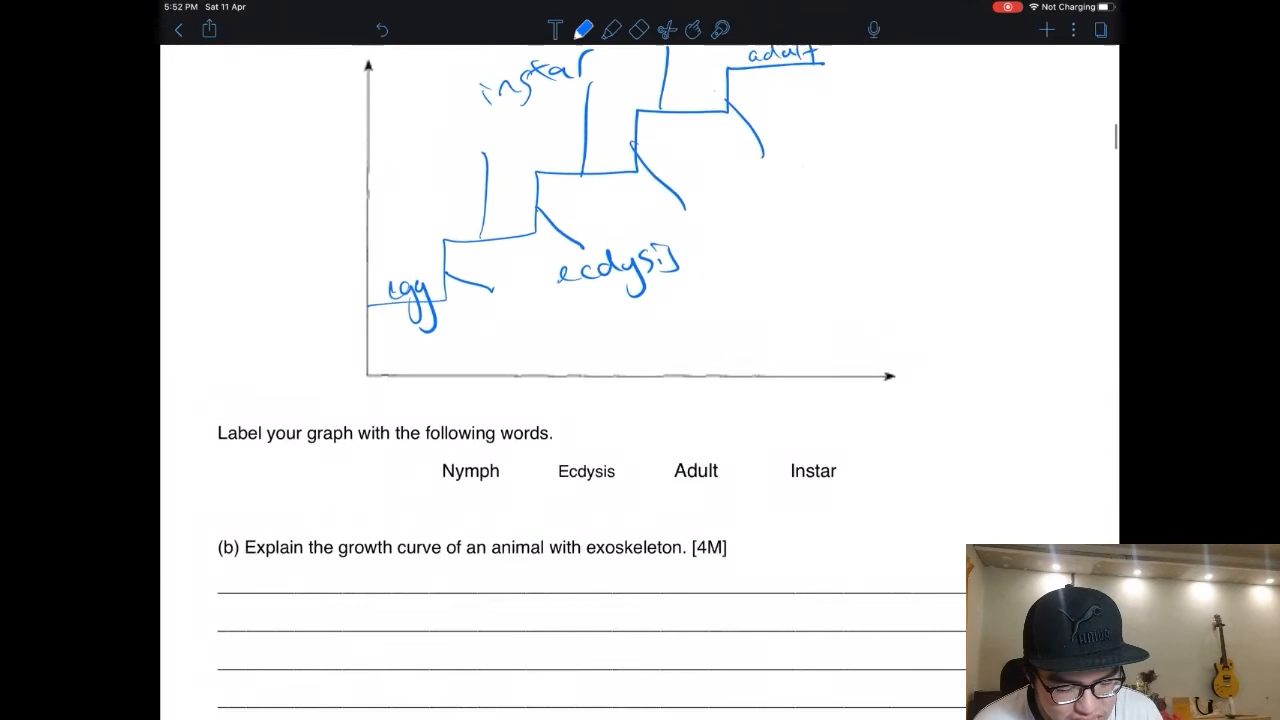 5:52 PM Sat 11 Apr
Not Charging
T
adult
instar
ecdysis
egg
Label your graph with the following words.
Nymph Ecdysis Adult Instar
(b) Explain the growth curve of an animal with exoskeleton. [4M]